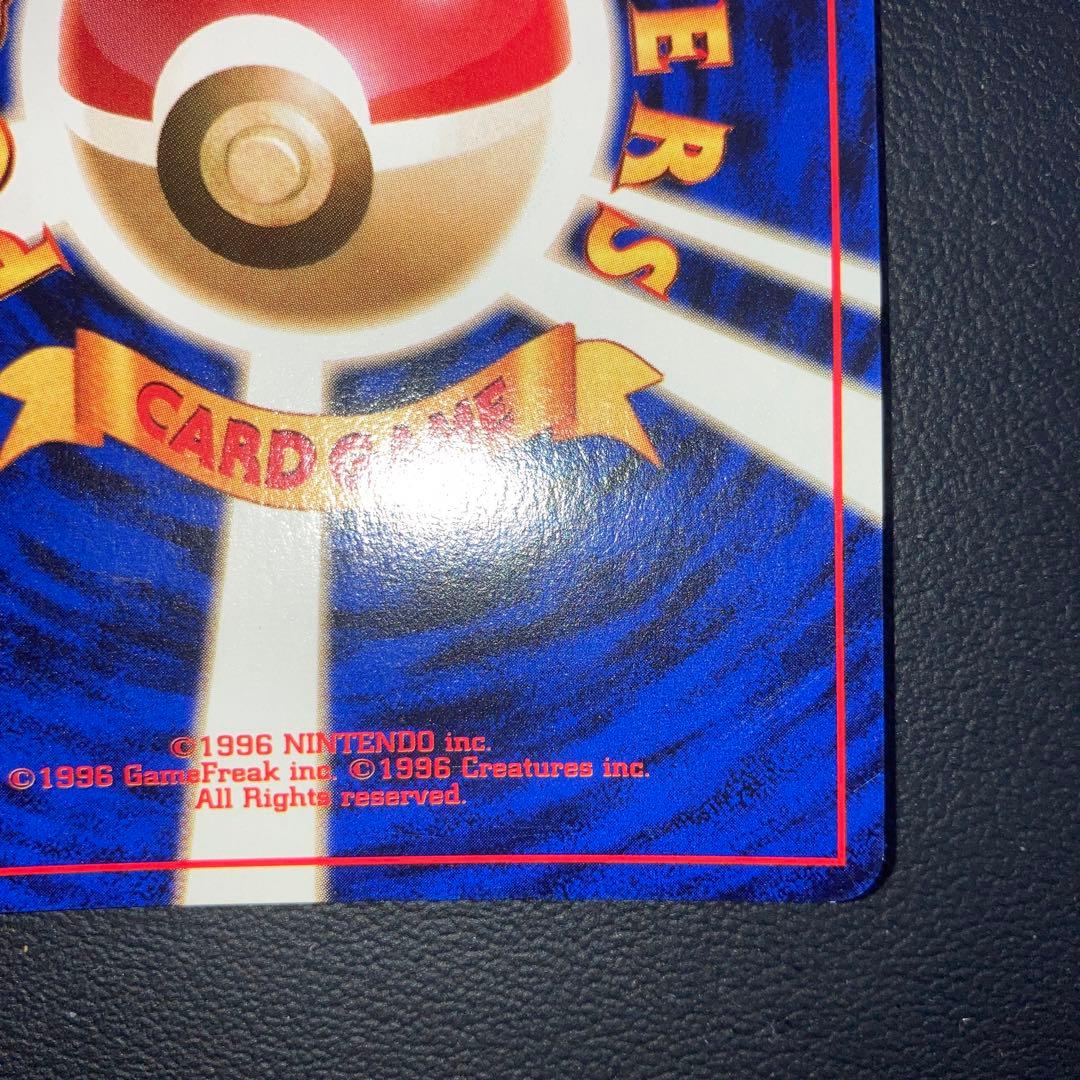 ERS
CARD GAME
©1996 NINTENDO inc.
©1996 GameFreak inc. ©1996 Creatures inc.
All Rights reserved.